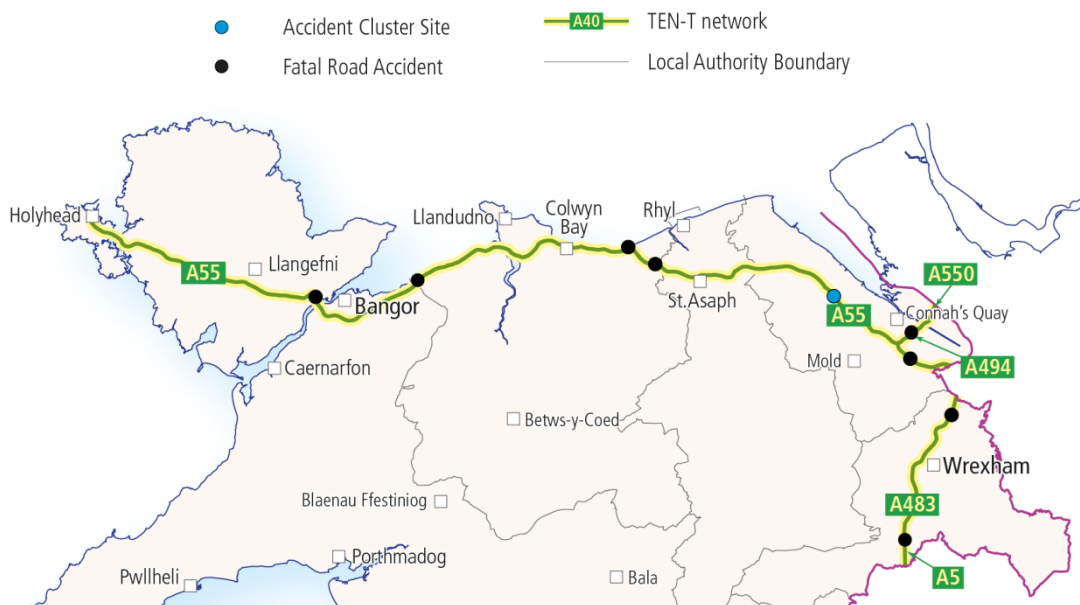 Accident Cluster Site
A40
TEN-T network
Fatal Road Accident
Local Authority Boundary
Holyhead
Llandudno
Colwyn
Bay
Rhyl
A55
Llangefni
Bangor
St.Asaph
A550
A55
Connah's Quay
Caernarfon
Mold
A494
Betws-y-Coed
Wrexham
Blaenau Ffestiniog
A483
Porthmadog
Pwllheli
Bala
A5